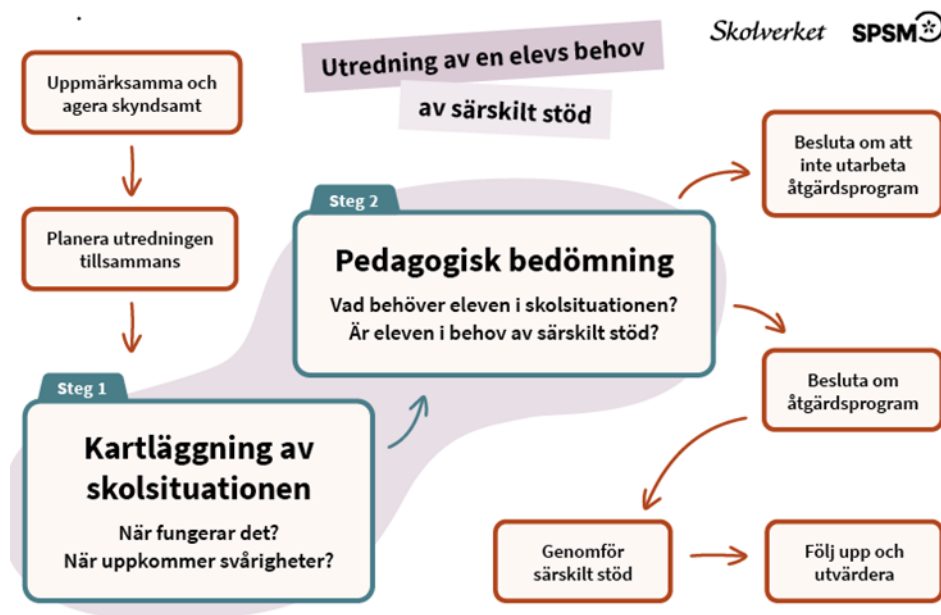 Utredning av en elevs behov
av särskilt stöd
Skolverket SPSM
Uppmärksamma och
agera skyndsamt
Planera utredningen
tillsammans
Steg 1
Kartläggning av
skolsituationen
När fungerar det?
När uppkommer svårigheter?
Steg 2
Pedagogisk bedömning
Vad behöver eleven i skolsituationen?
Är eleven i behov av särskilt stöd?
Besluta om att
inte utarbeta
åtgärdsprogram
Besluta om
åtgärdsprogram
Genomför
särskilt stöd
Följ upp och
utvärdera